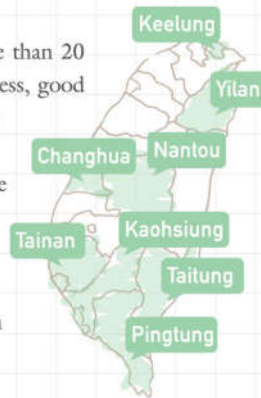 Keelung
e than 20
ess, good
Yilan
Changhua
Nantou
e
Tainan
Kaohsiung
Taitung
Pingtung